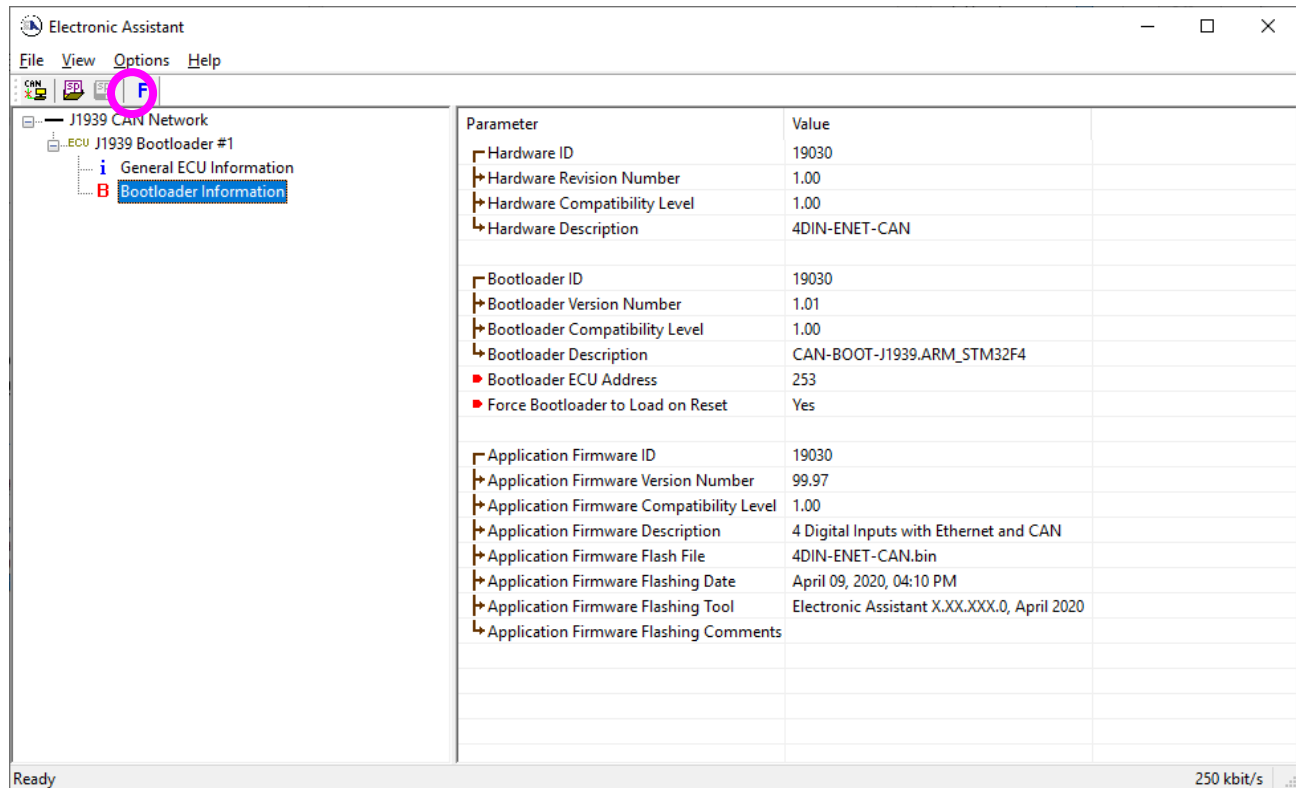 Electronic Assistant
File View Options Help
CAN SP SP F
J1939 CAN Network
ECU J1939 Bootloader #1
i General ECU Information
B Bootloader Information
Parameter Value
Hardware ID 19030
Hardware Revision Number 1.00
Hardware Compatibility Level 1.00
Hardware Description 4DIN-ENET-CAN
Bootloader ID 19030
Bootloader Version Number 1.01
Bootloader Compatibility Level 1.00
Bootloader Description CAN-BOOT-J1939.ARM_STM32F4
Bootloader ECU Address 253
Force Bootloader to Load on Reset Yes
Application Firmware ID 19030
Application Firmware Version Number 99.97
Application Firmware Compatibility Level 1.00
Application Firmware Description 4 Digital Inputs with Ethernet and CAN
Application Firmware Flash File 4DIN-ENET-CAN.bin
Application Firmware Flashing Date April 09, 2020, 04:10 PM
Application Firmware Flashing Tool Electronic Assistant X.XX.XXX.0, April 2020
Application Firmware Flashing Comments
Ready 250 kbit/s